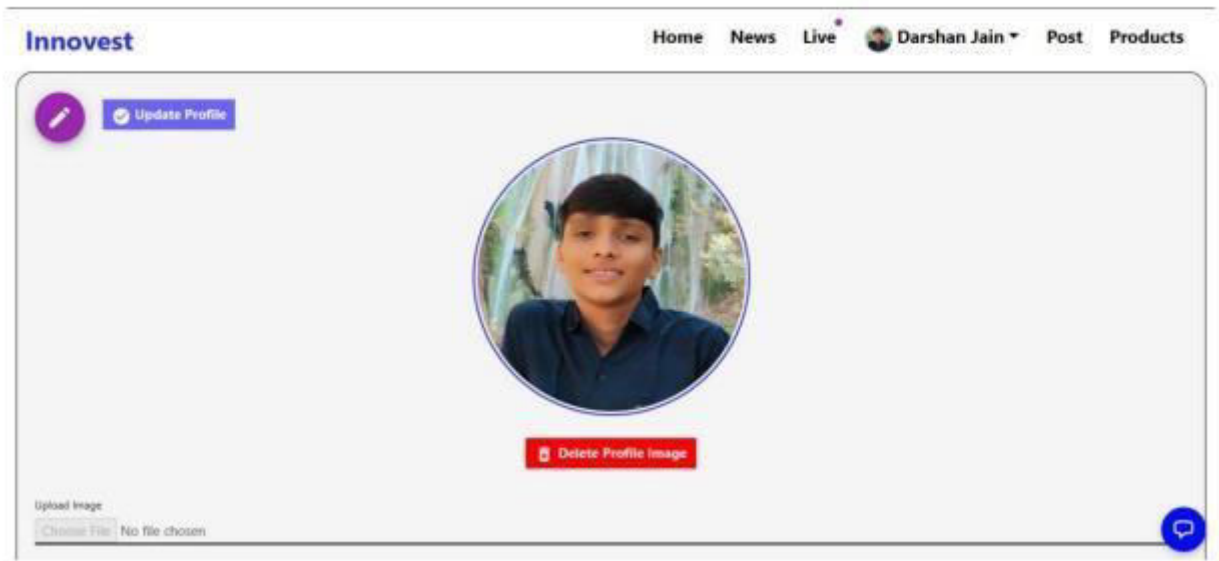 Innovest
Home News Live Darshan Jain Post Products
Update Profile
Delete Profile Image
Upload Image
Choose File No file chosen